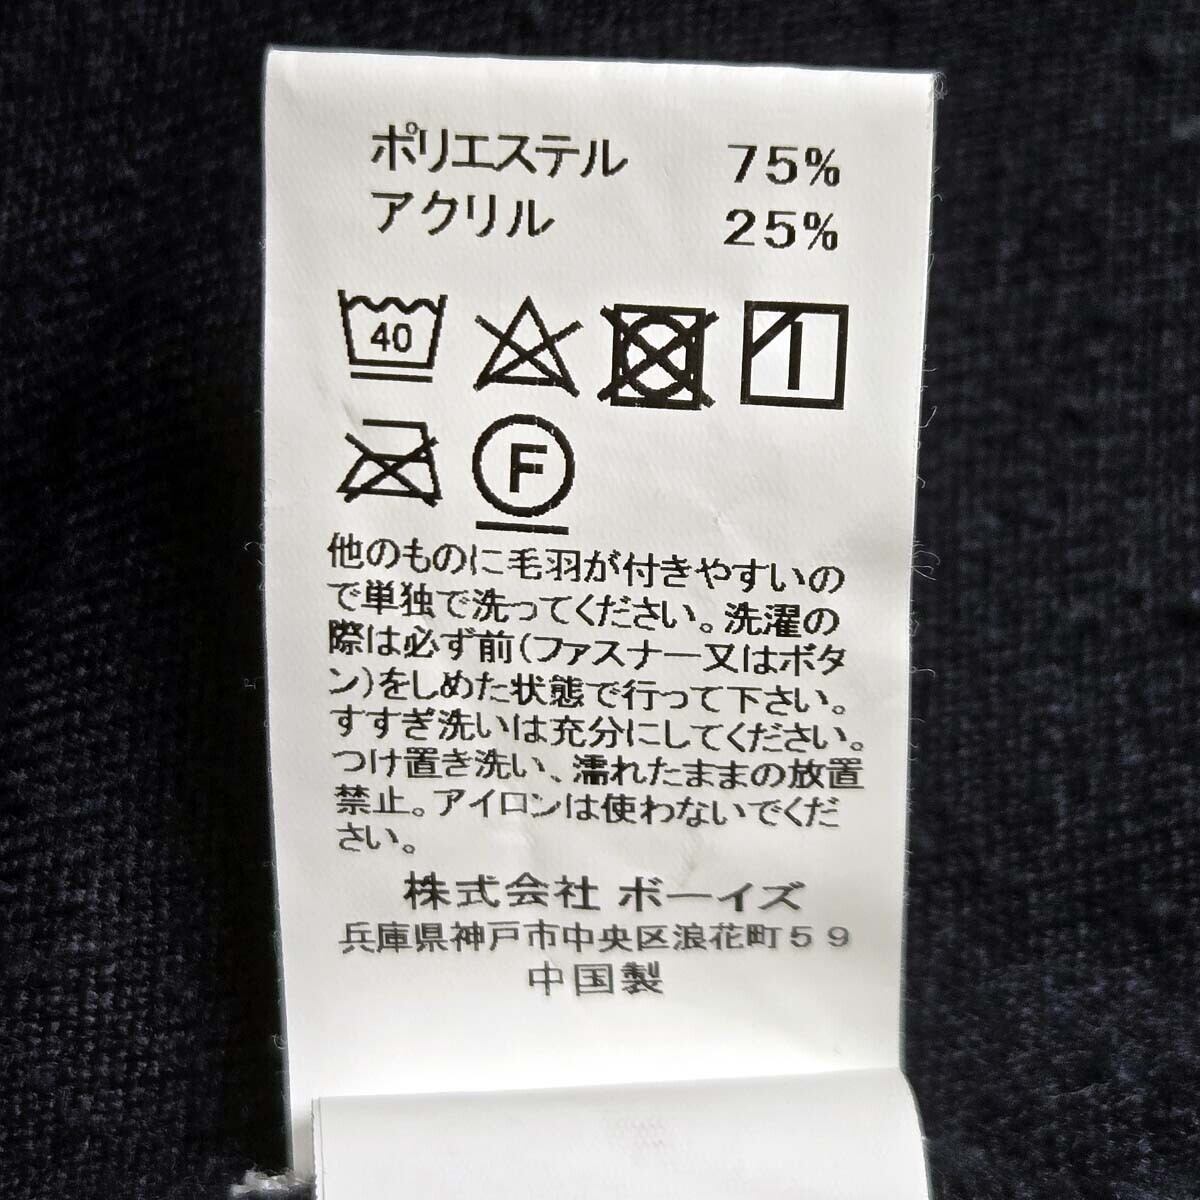 ポリエステル 75%
アクリル 25%
40
F
他のものに毛羽が付きやすいの
で単独で洗ってください。洗濯の
際は必ず前(ファスナー又はボタ
ン)をしめた状態で行って下さい。
すすぎ洗いは充分にしてください。
つけ置き洗い、濡れたままの放置
禁止。アイロンは使わないでくだ
さい。
株式会社 ボーイズ
兵庫県神戸市中央区浪花町59
中国製